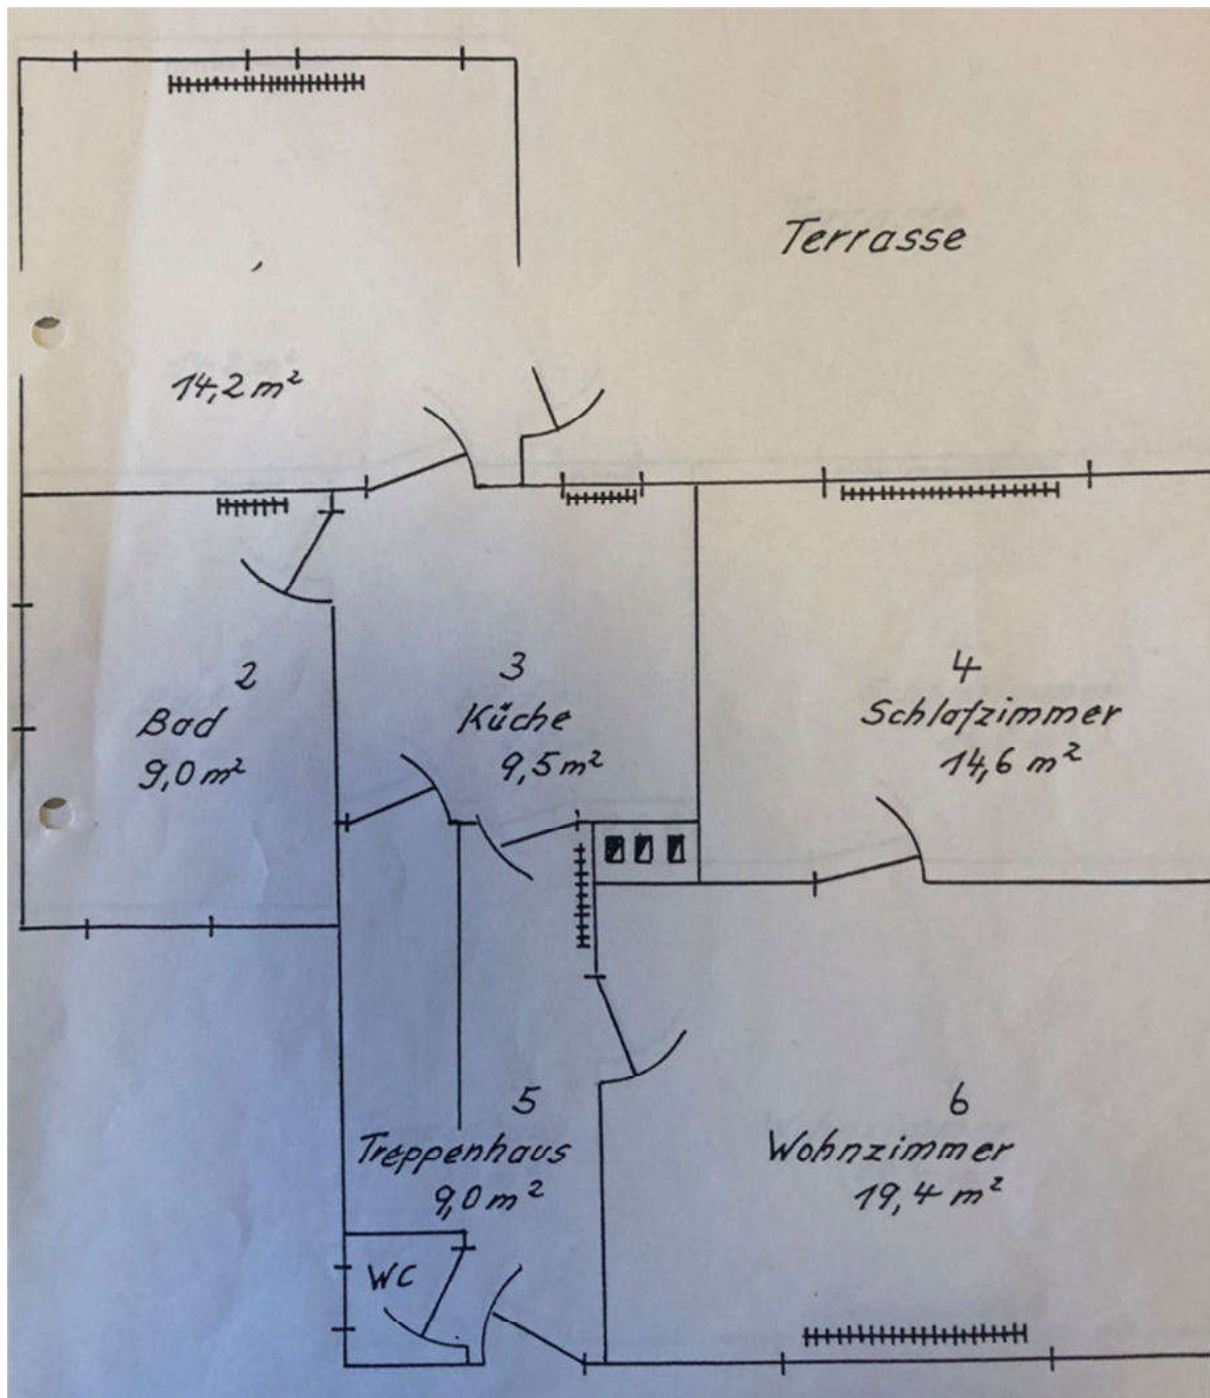 Terrasse
14,2 m²
2
Bad
9,0 m²
3
Küche
9,5 m²
4
Schlafzimmer
14,6 m²
5
Treppenhaus
9,0 m²
6
Wohnzimmer
19,4 m²
WC